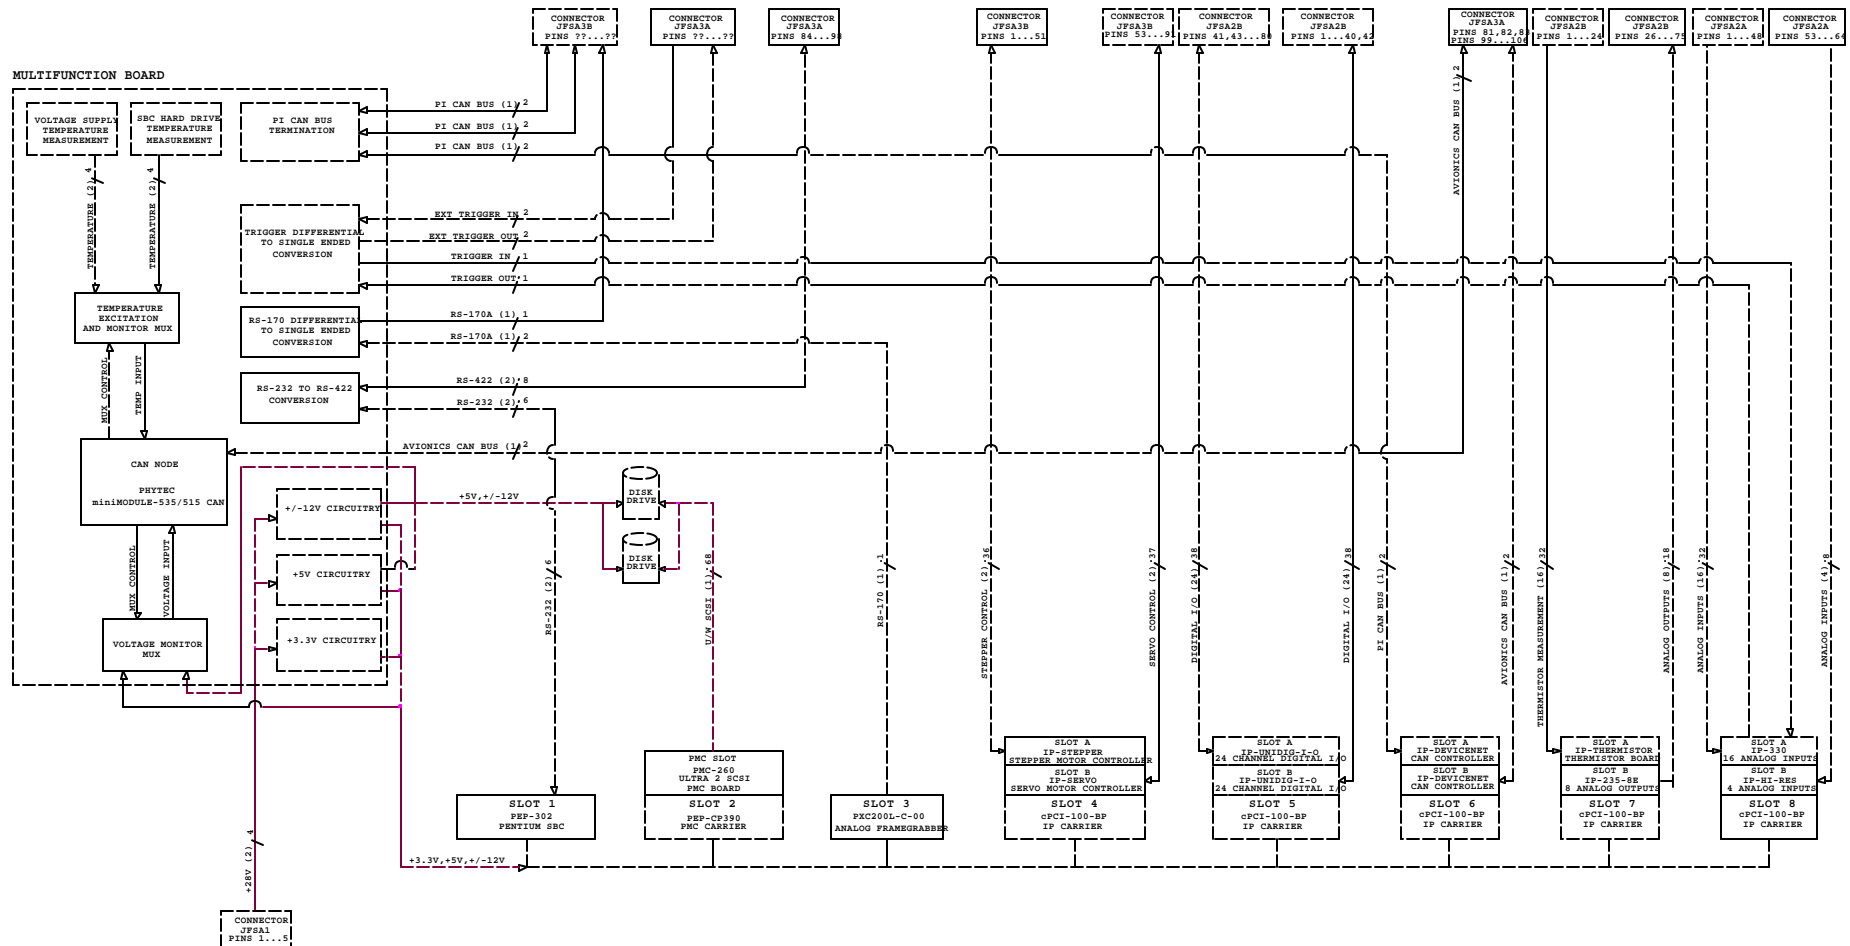 CONNECTOR
JFSA3B
PINS ??...??
CONNECTOR
JFSA3A
PINS ??...??
CONNECTOR
JFSA3A
PINS 84...98
CONNECTOR
JFSA3B
PINS 1...51
CONNECTOR
JFSA3B
PINS 53...91
CONNECTOR
JFSA2B
PINS 41,43...80
CONNECTOR
JFSA2B
PINS 1...40,42
CONNECTOR
JFSA3A
PINS 81,82,83
PINS 99...106
CONNECTOR
JFSA2B
PINS 1...24
CONNECTOR
JFSA2B
PINS 26...75
CONNECTOR
JFSA2A
PINS 1...48
CONNECTOR
JFSA2A
PINS 53...64
MULTIFUNCTION BOARD
VOLTAGE SUPPLY
TEMPERATURE
MEASUREMENT
SBC HARD DRIVE
TEMPERATURE
MEASUREMENT
PI CAN BUS
TERMINATION
PI CAN BUS (1) 2
PI CAN BUS (1) 2
PI CAN BUS (1) 2
AVIONICS CAN BUS (1) 2
TEMPERATURE (2) 4
TEMPERATURE (2) 4
TRIGGER DIFFERENTIAL
TO SINGLE ENDED
CONVERSION
EXT TRIGGER IN 2
EXT TRIGGER OUT 2
TRIGGER IN 1
TRIGGER OUT 1
TEMPERATURE
EXCITATION
AND MONITOR MUX
RS-170 DIFFERENTIAL
TO SINGLE ENDED
CONVERSION
RS-170A (1) 1
RS-170A (1) 2
MUX CONTROL
TEMP INPUT
RS-232 TO RS-422
CONVERSION
RS-422 (2) 8
RS-232 (2) 6
AVIONICS CAN BUS (1) 2
CAN NODE
PHYTEC
miniMODULE-535/515 CAN
+/-12V CIRCUITRY
+5V,+/-12V
DISK
DRIVE
DISK
DRIVE
+5V CIRCUITRY
+3.3V CIRCUITRY
MUX CONTROL
VOLTAGE INPUT
VOLTAGE MONITOR
MUX
RS-232 (2) 6
U/W SCSI (1) 68
RS-170 (1) 1
STEPPER CONTROL (2) 36
SERVO CONTROL (2) 37
DIGITAL I/O (24) 38
DIGITAL I/O (24) 38
PI CAN BUS (1) 2
AVIONICS CAN BUS (1) 2
THERMISTOR MEASUREMENT (16) 32
ANALOG OUTPUTS (8) 18
ANALOG INPUTS (16) 32
ANALOG INPUTS (4) 8
SLOT 1
PEP-302
PENTIUM SBC
PMC SLOT
PMC-260
ULTRA 2 SCSI
PMC BOARD
SLOT 2
PEP-CP390
PMC CARRIER
SLOT 3
PXC200L-C-00
ANALOG FRAMEGRABBER
SLOT A
IP-STEPPER
STEPPER MOTOR CONTROLLER
SLOT B
IP-SERVO
SERVO MOTOR CONTROLLER
SLOT 4
cPCI-100-BP
IP CARRIER
SLOT A
IP-UNIDIG-I-O
24 CHANNEL DIGITAL I/O
SLOT B
IP-UNIDIG-I-O
24 CHANNEL DIGITAL I/O
SLOT 5
cPCI-100-BP
IP CARRIER
SLOT A
IP-DEVICENET
CAN CONTROLLER
SLOT B
IP-DEVICENET
CAN CONTROLLER
SLOT 6
cPCI-100-BP
IP CARRIER
SLOT A
IP-THERMISTOR
THERMISTOR BOARD
SLOT B
IP-235-8E
8 ANALOG OUTPUTS
SLOT 7
cPCI-100-BP
IP CARRIER
SLOT A
IP-330
16 ANALOG INPUTS
SLOT B
IP-HI-RES
4 ANALOG INPUTS
SLOT 8
cPCI-100-BP
IP CARRIER
+3.3V,+5V,+/-12V
+28V (2) 4
CONNECTOR
JFSA1
PINS 1...5